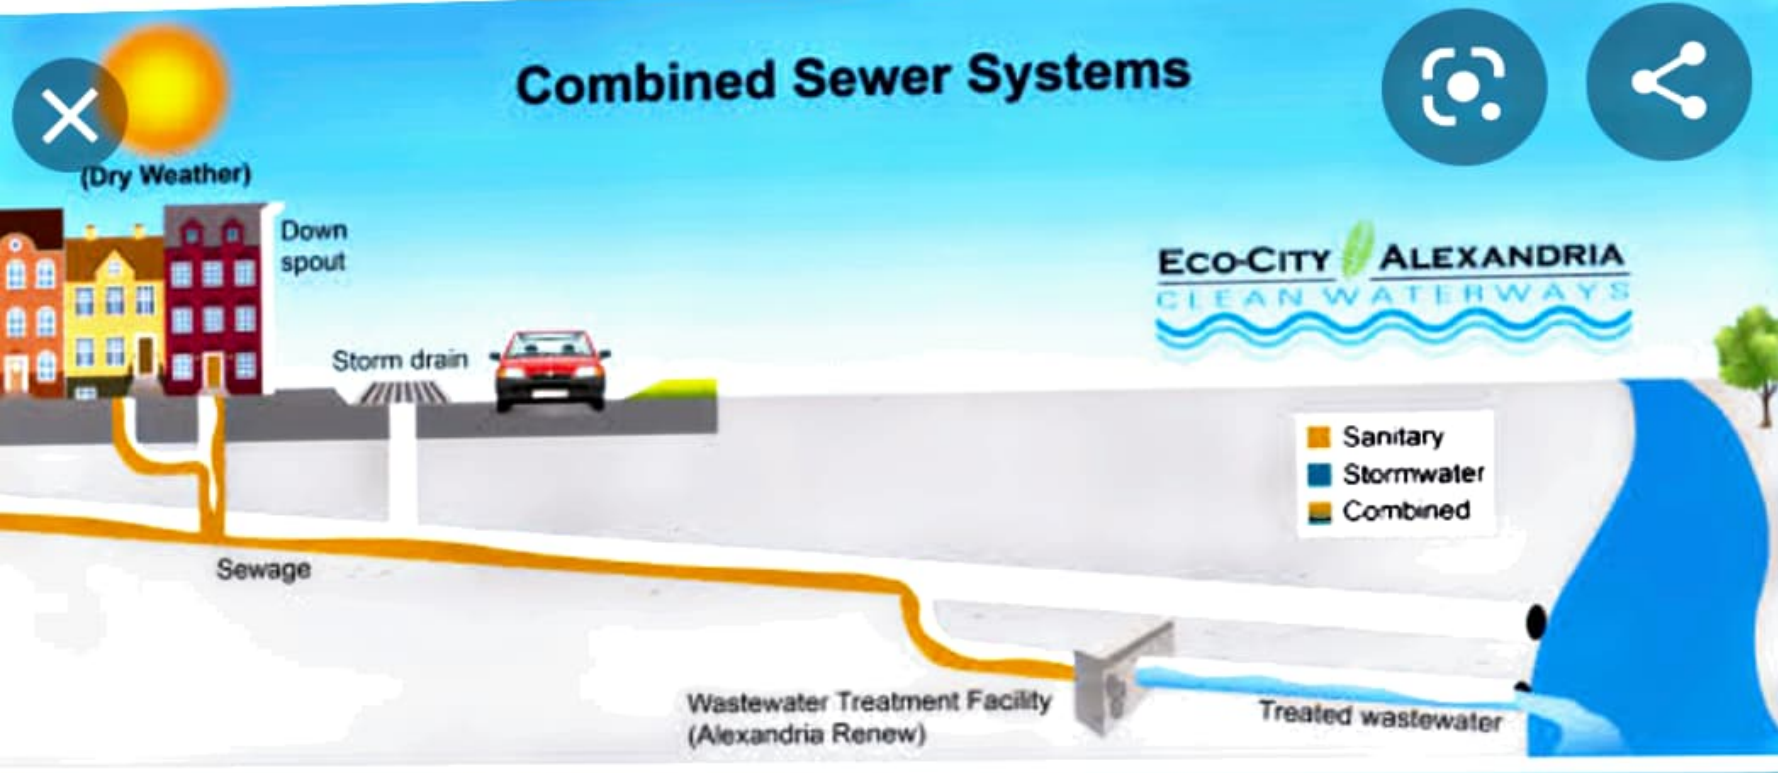 Combined Sewer Systems
(Dry Weather)
Down
spout
Storm drain
ECO-CITY ALEXANDRIA
CLEAN WATERWAYS
Sanitary
Stormwater
Combined
Sewage
Wastewater Treatment Facility
(Alexandria Renew)
Treated wastewater